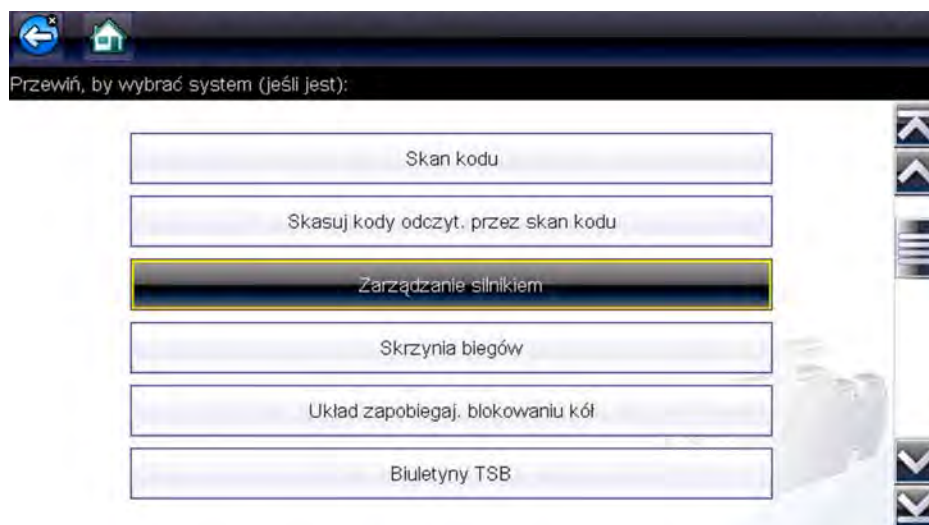 Przewiń, by wybrać system (jeśli jest):
Skan kodu
Skasuj kody odczyt. przez skan kodu
Zarządzanie silnikiem
Skrzynia biegów
Układ zapobiegaj. blokowaniu kół
Biuletyny TSB